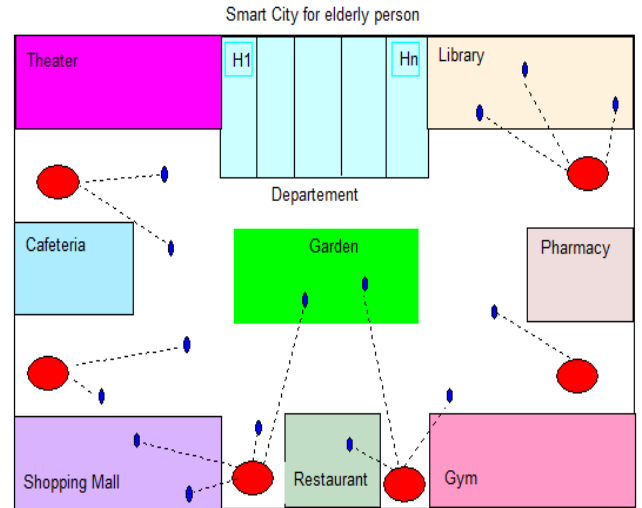 Smart City for elderly person
Theater
H1
Hn
Library
Departement
Cafeteria
Garden
Pharmacy
Shopping Mall
Restaurant
Gym